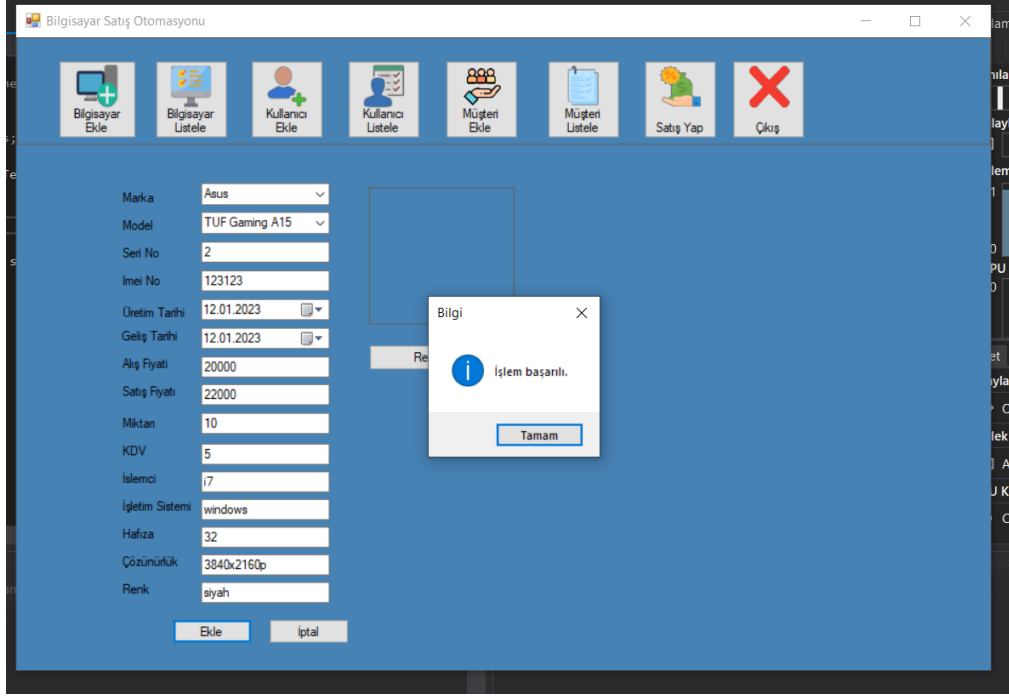 Bilgisayar Satış Otomasyonu
Bilgisayar
Ekle
Bilgisayar
Listele
Kullanıcı
Ekle
Kullanıcı
Listele
Müşteri
Ekle
Müşteri
Listele
Satış Yap
Çıkış
Marka
Asus
Model
TUF Gaming A15
Seri No
2
Imei No
123123
Üretim Tarihi
12.01.2023
Geliş Tarihi
12.01.2023
Alış Fiyati
20000
Satış Fiyatı
22000
Miktarı
10
KDV
5
İslemci
i7
İşletim Sistemi
windows
Hafıza
32
Çözünürlük
3840x2160p
Renk
siyah
Ekle
İptal
Re
Bilgi
İşlem başarılı.
Tamam